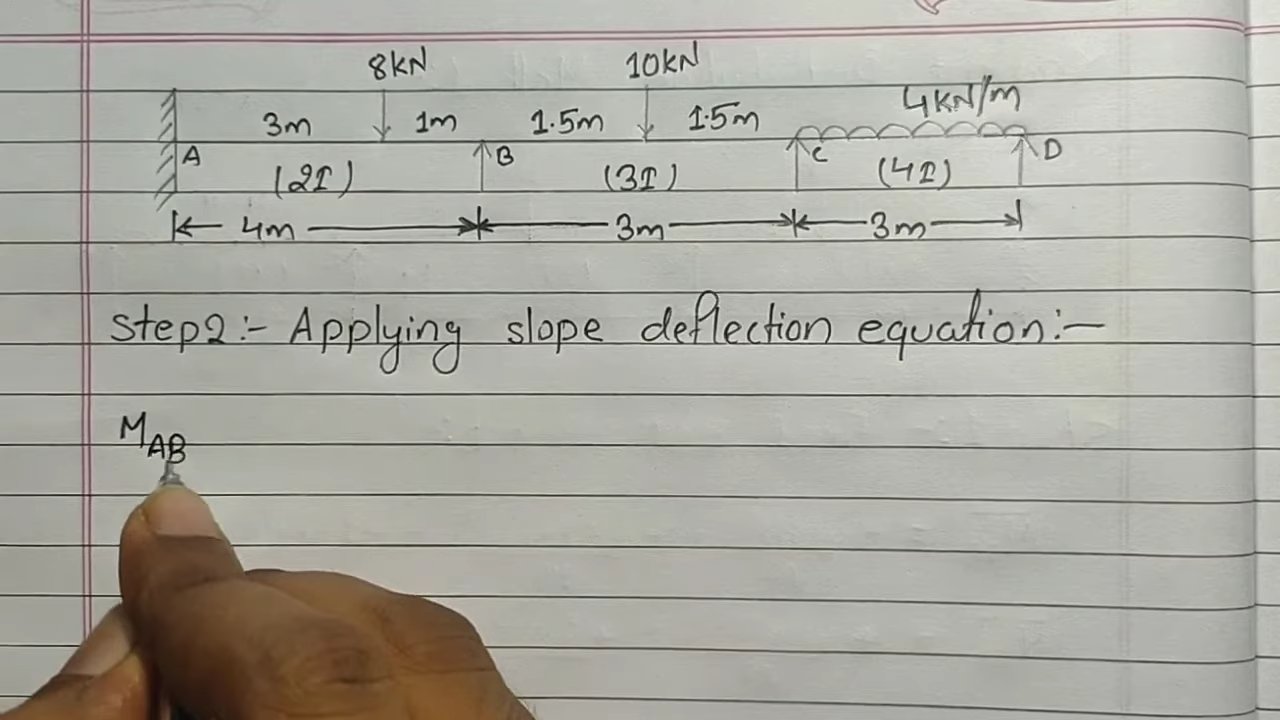 8kN 10kN
3m 1m 1.5m 1.5m 4KN/m
A B C D
(2I) (3I) (4I)
4m 3m 3m
Step2:- Applying slope deflection equation:-
MAB